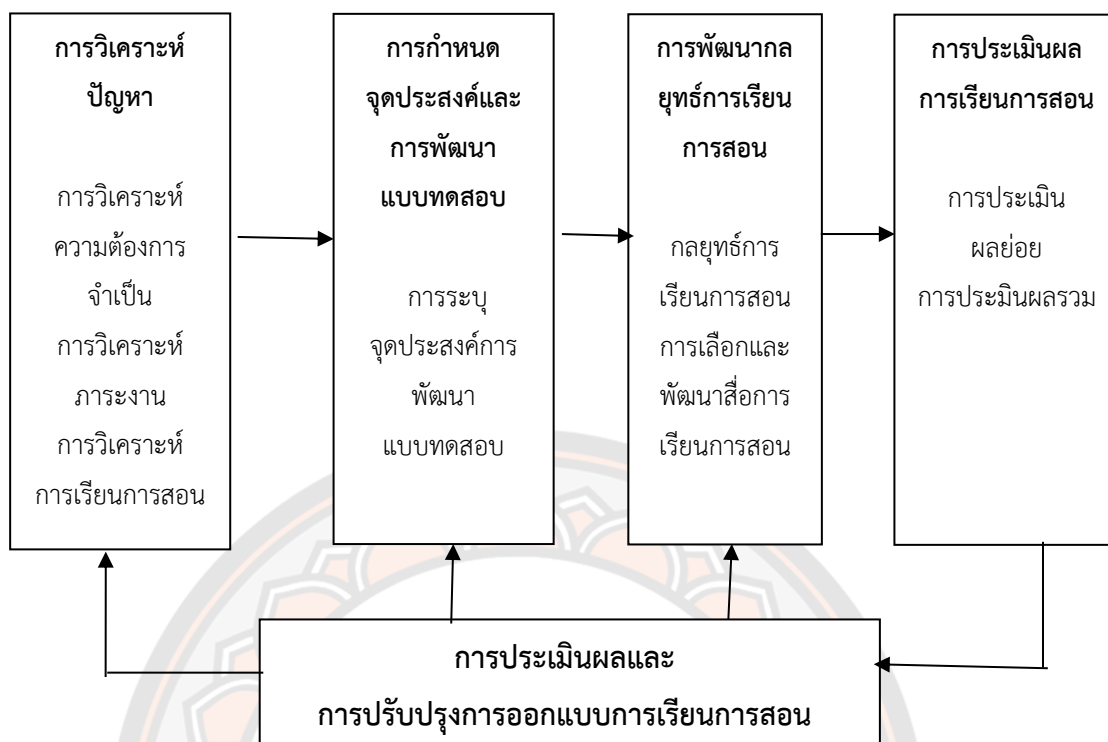 การวิเคราะห์
ปัญหา
การวิเคราะห์
ความต้องการ
จำเป็น
การวิเคราะห์
ภาระงาน
การวิเคราะห์
การเรียนการสอน
การกำหนด
จุดประสงค์และ
การพัฒนา
แบบทดสอบ
การระบุ
จุดประสงค์การ
พัฒนา
แบบทดสอบ
การพัฒนากล
ยุทธ์การเรียน
การสอน
กลยุทธ์การ
เรียนการสอน
การเลือกและ
พัฒนาสื่อการ
เรียนการสอน
การประเมินผล
การเรียนการสอน
การประเมิน
ผลย่อย
การประมินผลรวม
การประเมินผลและ
การปรับปรุงการออกแบบการเรียนการสอน